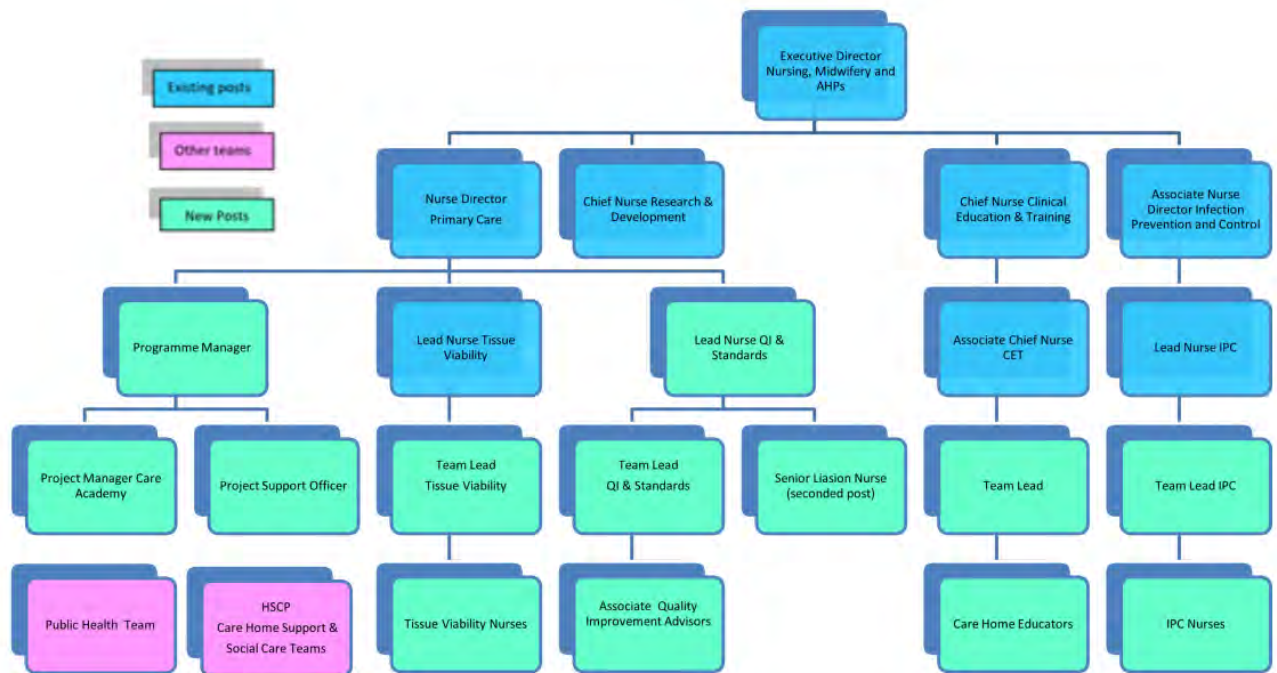 Executive Director
Nursing, Midwifery and
AHPs
Existing posts
Other teams
New Posts
Nurse Director
Primary Care
Chief Nurse Research &
Development
Chief Nurse Clinical
Education & Training
Associate Nurse
Director Infection
Prevention and Control
Programme Manager
Lead Nurse Tissue
Viability
Lead Nurse QI &
Standards
Associate Chief Nurse
CET
Lead Nurse IPC
Project Manager Care
Academy
Project Support Officer
Team Lead
Tissue Viability
Team Lead
QI & Standards
Senior Liasion Nurse
(seconded post)
Team Lead
Team Lead IPC
Public Health Team
HSCP
Care Home Support &
Social Care Teams
Tissue Viability Nurses
Associate Quality
Improvement Advisors
Care Home Educators
IPC Nurses